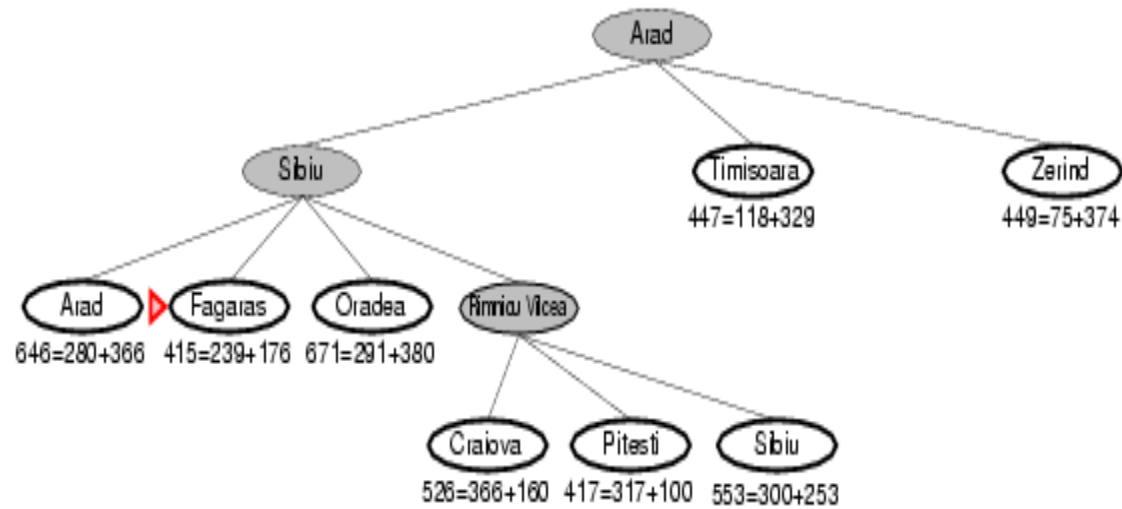 Arad
Sibiu
Timisoara
Zerind
447=118+329
449=75+374
Arad
Fagaras
Oradea
Rimnicu Vilcea
646=280+366
415=239+176
671=291+380
Craiova
Pitesti
Sibiu
526=366+160
417=317+100
553=300+253